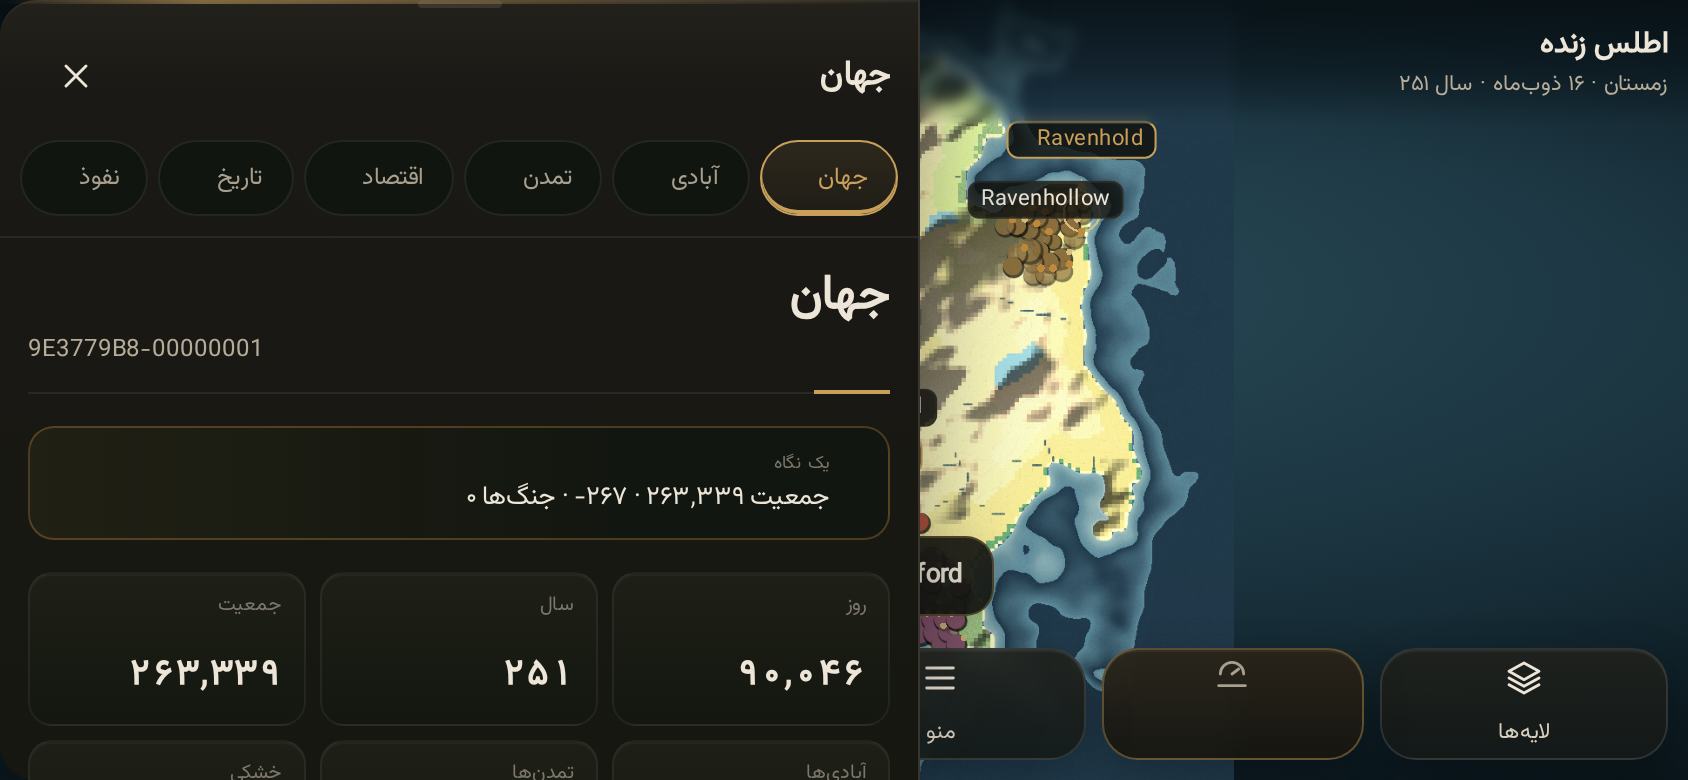 اطلس زنده
زمستان · ۱۶ ذوب‌ماه · سال ۲۵۱
جهان
جهان
آبادی
تمدن
اقتصاد
تاریخ
نفوذ
جهان
9E3779B8-00000001
یک نگاه
جمعیت ۲۶۳,۳۳۹ · ۲۶۷- · جنگ‌ها ۰
روز
۹۰,۰۴۶
سال
۲۵۱
جمعیت
۲۶۳,۳۳۹
آبادی‌ها
تمدن‌ها
خشکی
Ravenhold
Ravenhollow
ford
لایه‌ها
منو